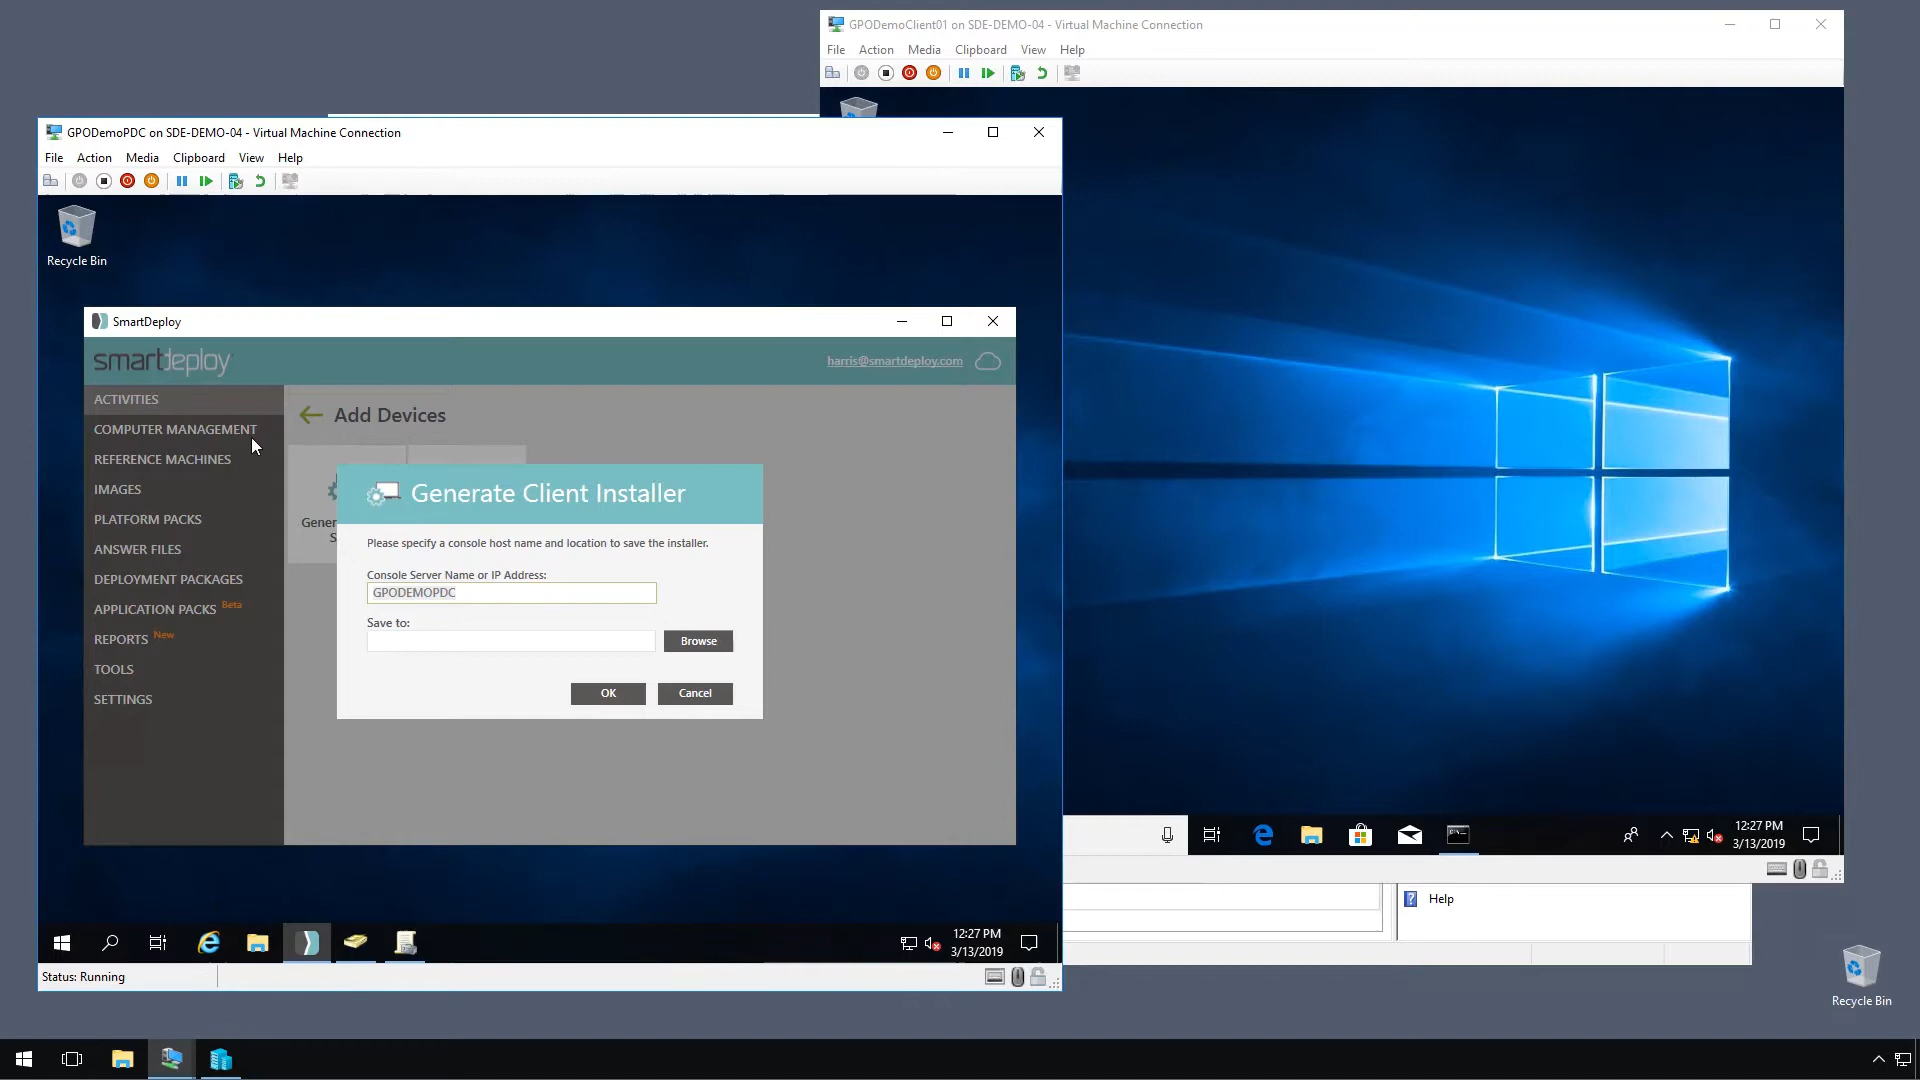 GPODemoClient01 on SDE-DEMO-04 - Virtual Machine Connection
File Action Media Clipboard View Help
GPODemoPDC on SDE-DEMO-04 - Virtual Machine Connection
File Action Media Clipboard View Help
Recycle Bin
SmartDeploy
smartdeploy
harris@smartdeploy.com
ACTIVITIES
COMPUTER MANAGEMENT
REFERENCE MACHINES
IMAGES
PLATFORM PACKS
ANSWER FILES
DEPLOYMENT PACKAGES
APPLICATION PACKS Beta
REPORTS New
TOOLS
SETTINGS
Add Devices
Gener
S
Generate Client Installer
Please specify a console host name and location to save the installer.
Console Server Name or IP Address:
GPODEMOPDC
Save to:
Browse
OK Cancel
12:27 PM
3/13/2019
Status: Running
12:27 PM
3/13/2019
Help
Recycle Bin